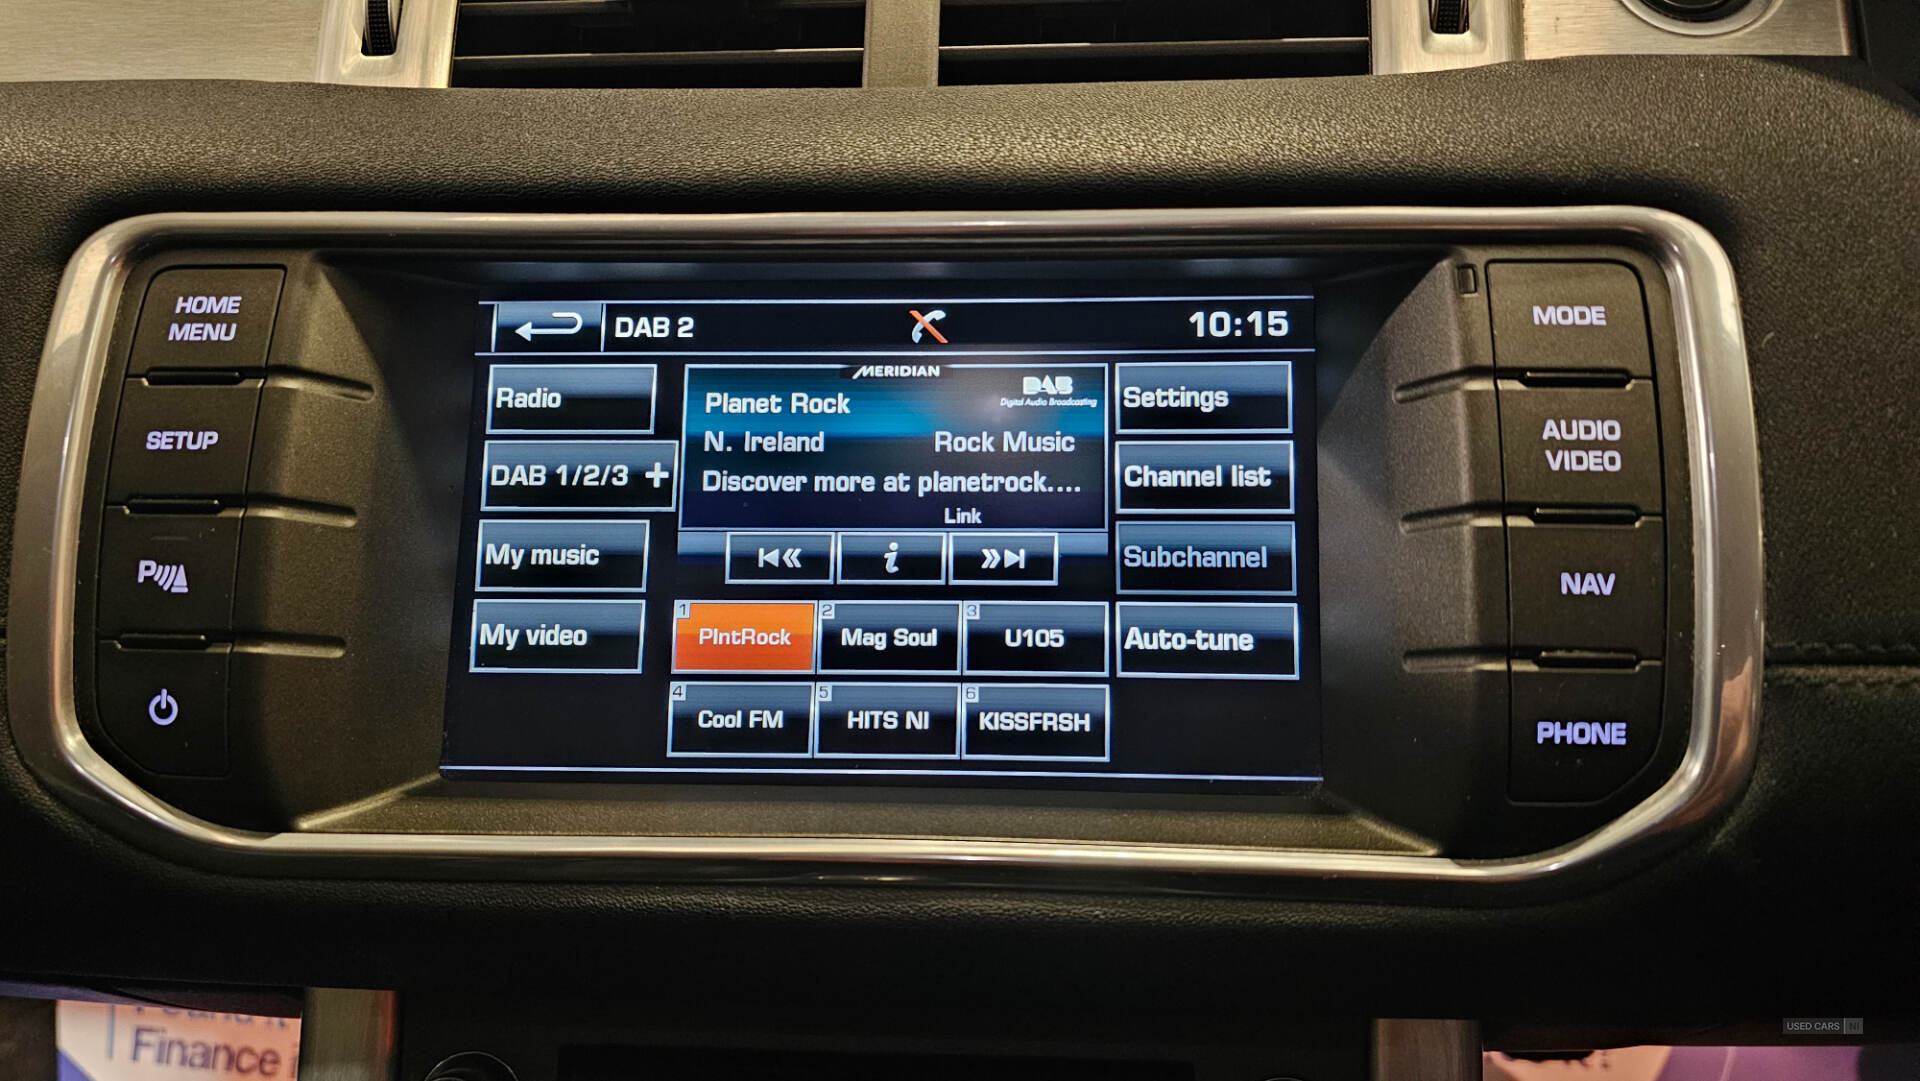 HOME
MENU
SETUP
P
MODE
AUDIO
VIDEO
NAV
PHONE
DAB 2
10:15
Radio
DAB 1/2/3 +
My music
My video
MERIDIAN
DAB
Digital Audio Broadcasting
Planet Rock
N. Ireland
Rock Music
Discover more at planetrock....
Link
i
Settings
Channel list
Subchannel
Auto-tune
1
PlntRock
2
Mag Soul
3
U105
4
Cool FM
5
HITS NI
6
KISSFRSH
Finance
USED CARS NI